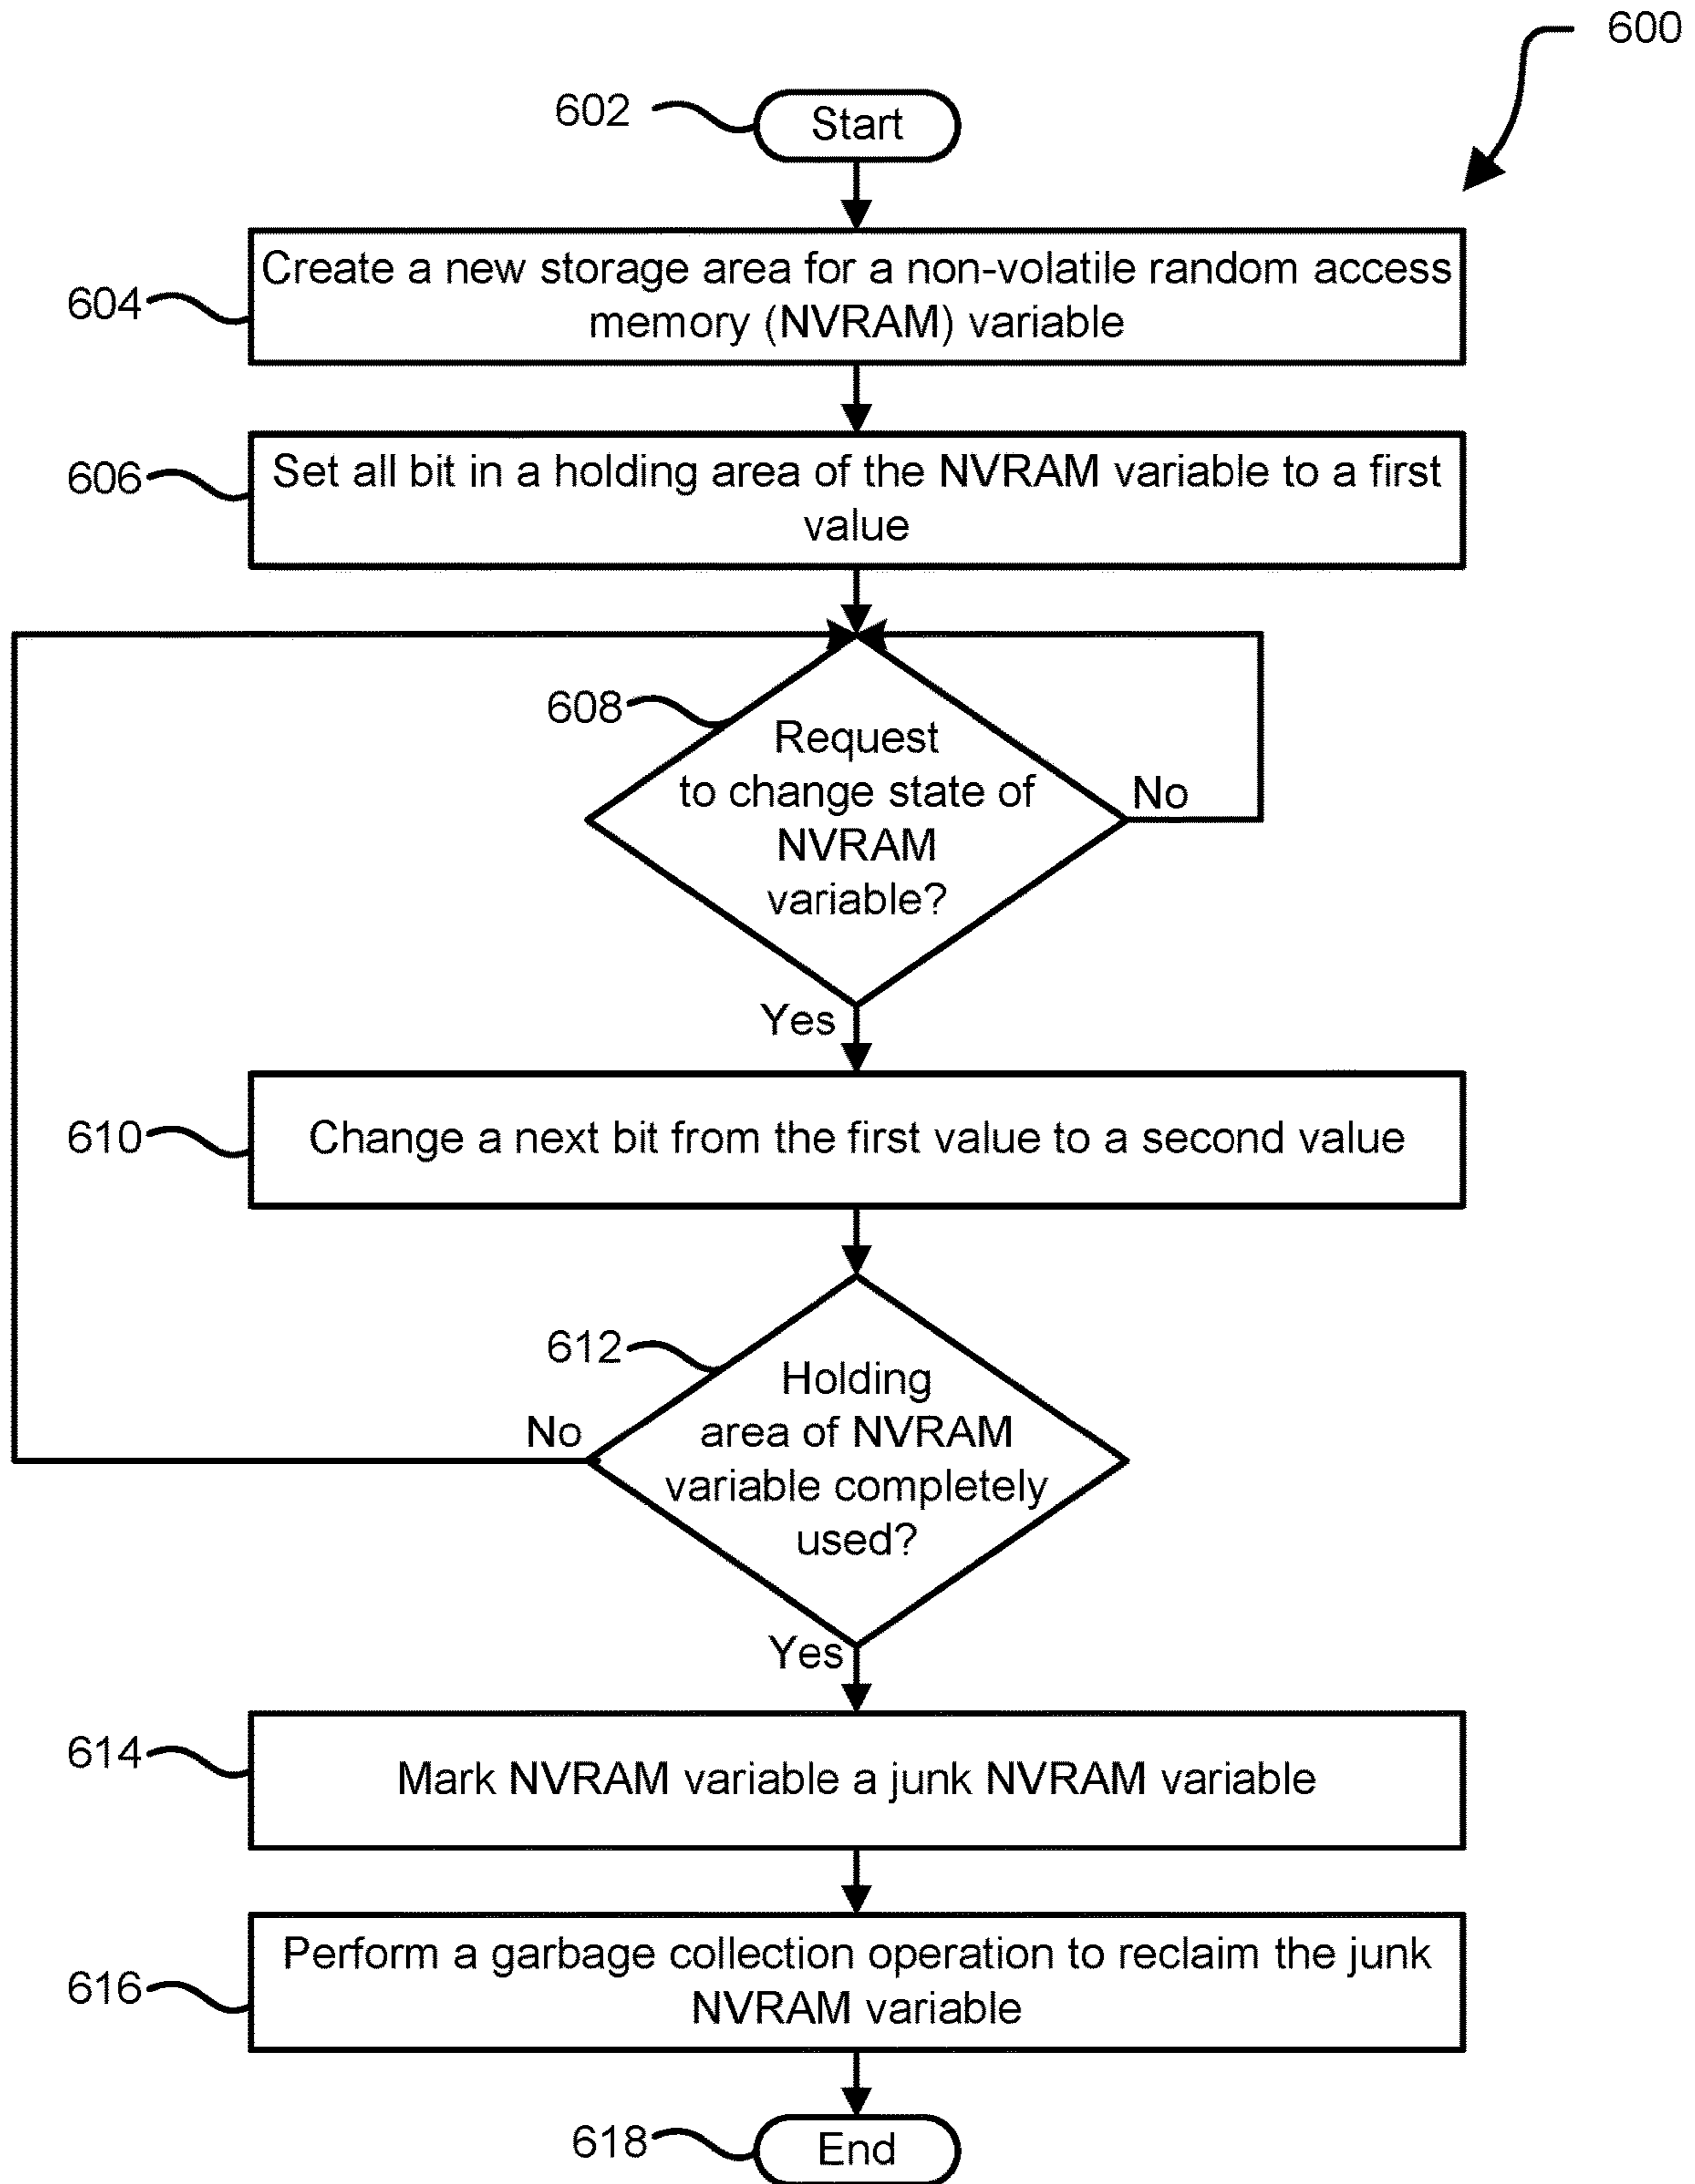 600
602
Start
604
Create a new storage area for a non-volatile random access
memory (NVRAM) variable
606
Set all bit in a holding area of the NVRAM variable to a first
value
608
Request
to change state of
NVRAM
variable?
No
Yes
610
Change a next bit from the first value to a second value
612
Holding
area of NVRAM
variable completely
used?
No
Yes
614
Mark NVRAM variable a junk NVRAM variable
616
Perform a garbage collection operation to reclaim the junk
NVRAM variable
618
End